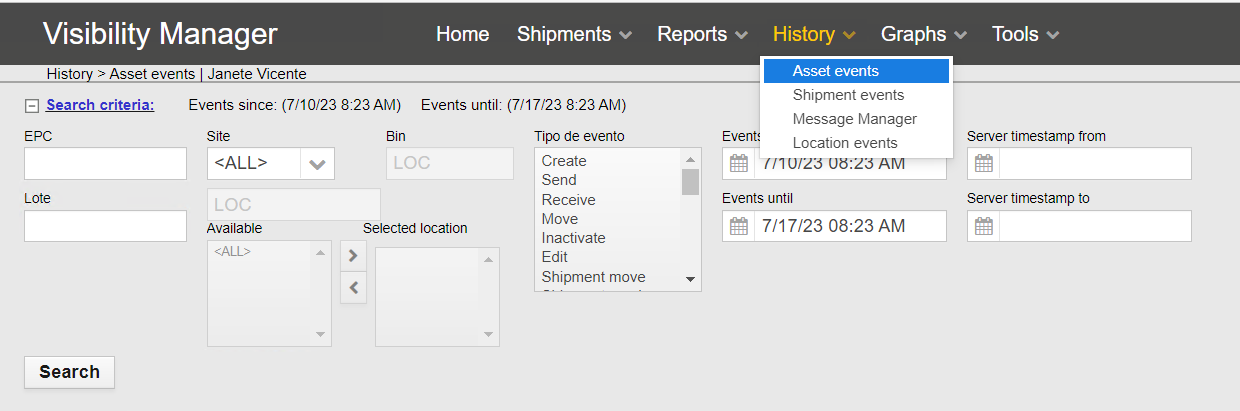 Visibility Manager
Home Shipments Reports History Graphs Tools
History > Asset events | Janete Vicente
Asset events
Shipment events
Message Manager
Location events
Search criteria: Events since: (7/10/23 8:23 AM) Events until: (7/17/23 8:23 AM)
EPC Site Bin Tipo de evento Events Server timestamp from
<ALL> LOC 7/10/23 08:23 AM
Create
Send
Receive
Move
Inactivate
Edit
Shipment move
Lote Events until Server timestamp to
LOC 7/17/23 08:23 AM
Available Selected location
<ALL>
Search